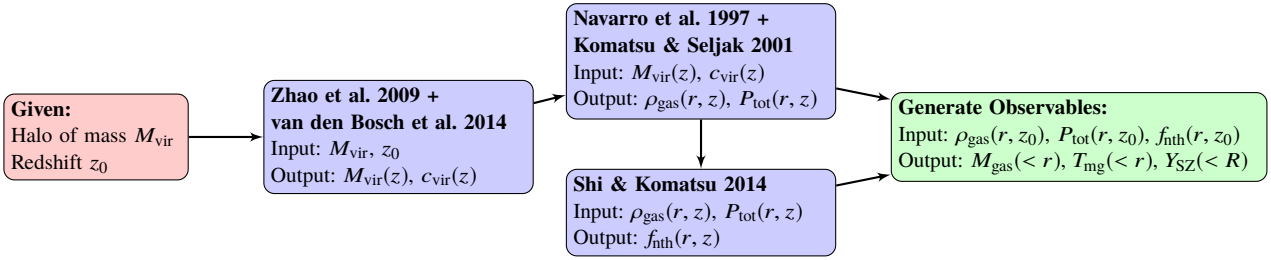 Given:
Halo of mass M_vir
Redshift z_0
Zhao et al. 2009 +
van den Bosch et al. 2014
Input: M_vir, z_0
Output: M_vir(z), c_vir(z)
Navarro et al. 1997 +
Komatsu & Seljak 2001
Input: M_vir(z), c_vir(z)
Output: ρ_gas(r, z), P_tot(r, z)
Shi & Komatsu 2014
Input: ρ_gas(r, z), P_tot(r, z)
Output: f_nth(r, z)
Generate Observables:
Input: ρ_gas(r, z_0), P_tot(r, z_0), f_nth(r, z_0)
Output: M_gas(< r), T_mg(< r), Y_SZ(< R)